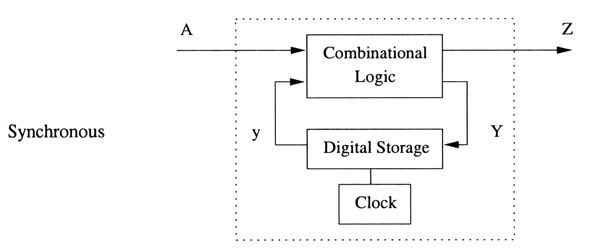 A
Z
Combinational
Logic
Synchronous
y
Y
Digital Storage
Clock